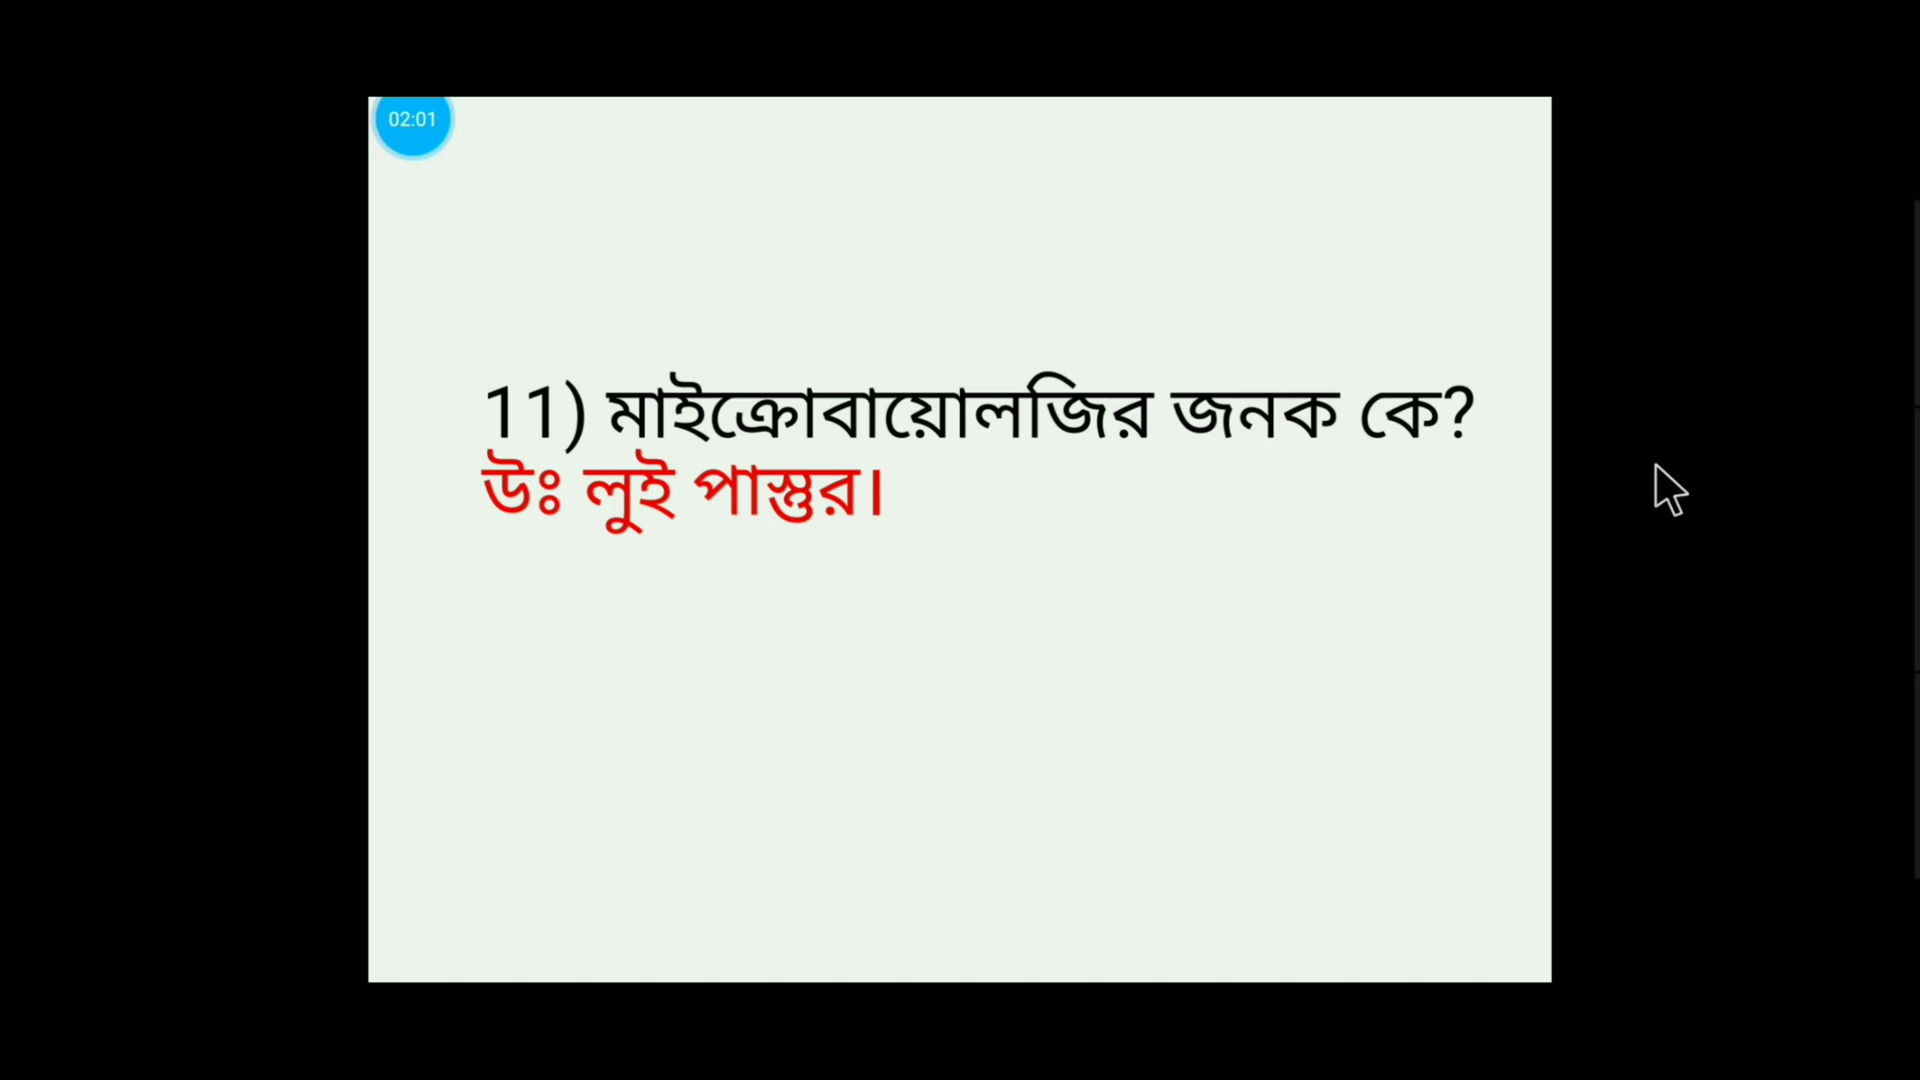 02:01
11) মাইক্রোবায়োলজির জনক কে?
উঃ লুই পাস্তুর।